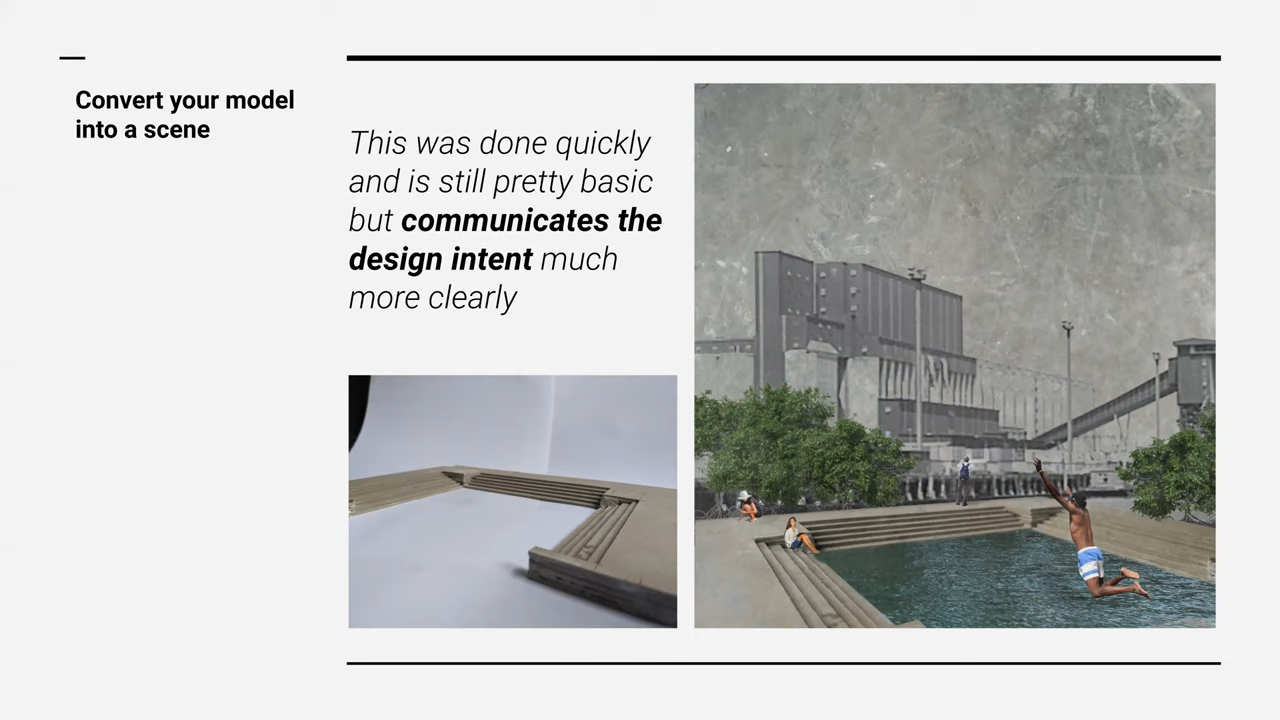 Convert your model
into a scene
This was done quickly
and is still pretty basic
but communicates the
design intent much
more clearly